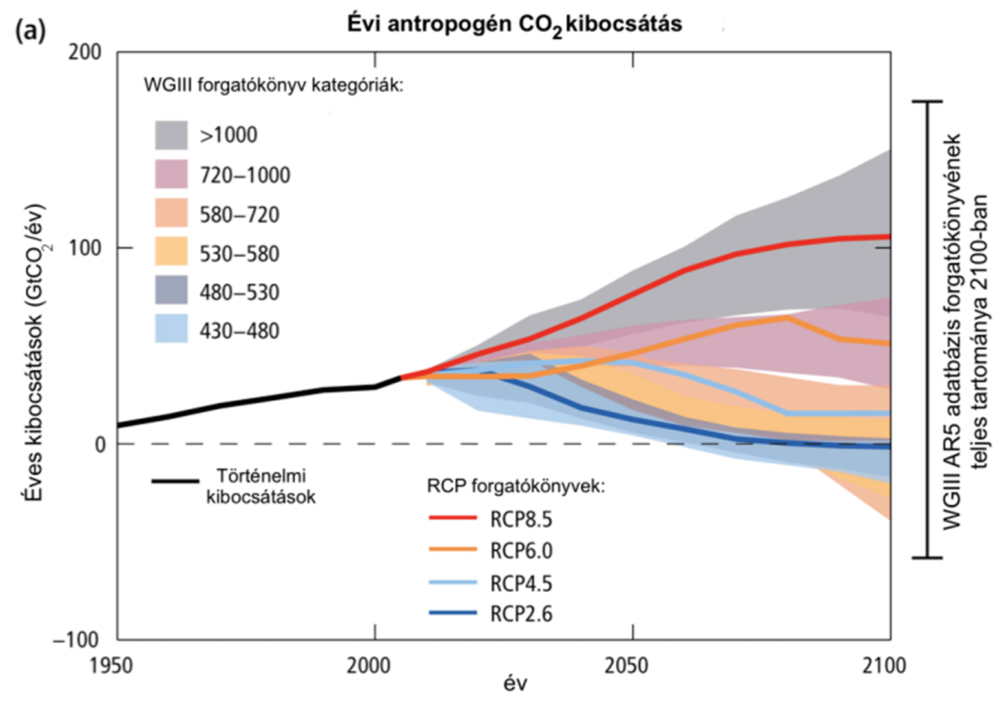 (a)
Évi antropogén CO₂ kibocsátás
200
100
0
−100
Éves kibocsátások (GtCO₂/év)
WGIII forgatókönyv kategóriák:
>1000
720–1000
580–720
530–580
480–530
430–480
Történelmi
kibocsátások
RCP forgatókönyvek:
RCP8.5
RCP6.0
RCP4.5
RCP2.6
1950
2000
2050
2100
év
WGIII AR5 adatbázis forgatókönyvének
teljes tartománya 2100-ban